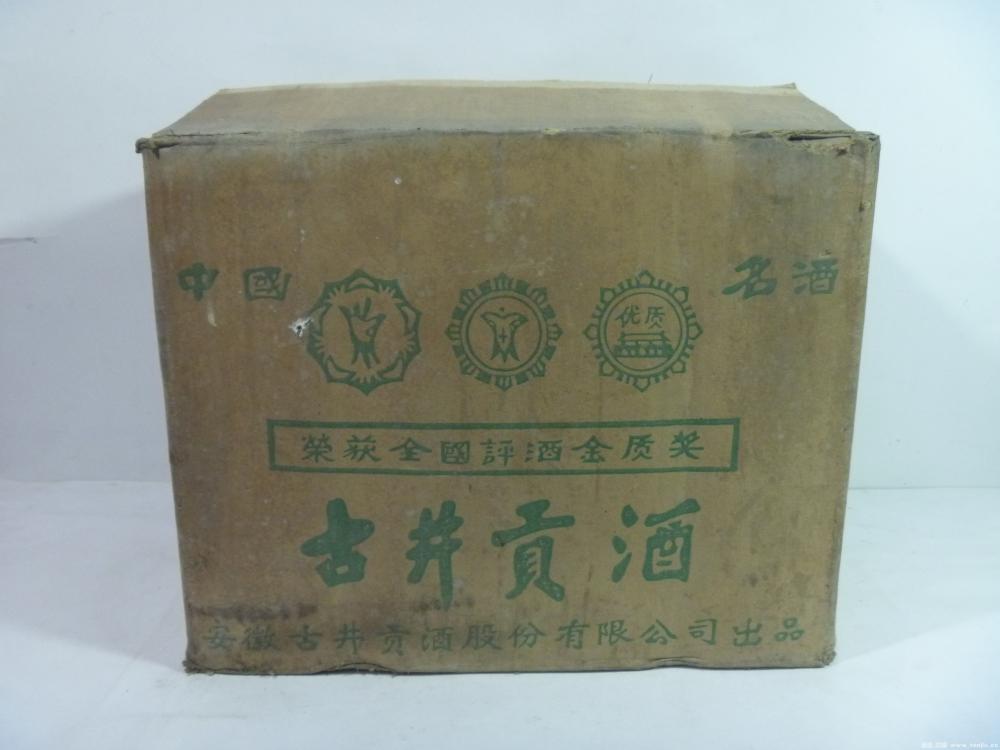 中國 名酒
优质
榮获全國評酒金质奖
古井贡酒
安徽古井贡酒股份有限公司出品